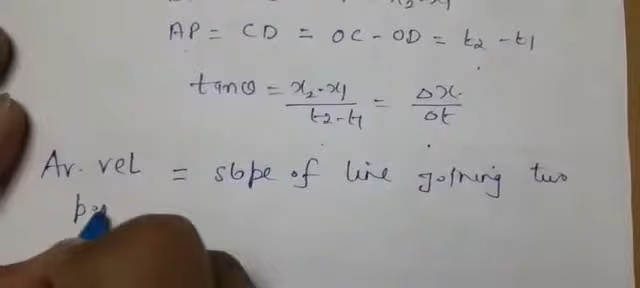 AP = CD = OC - OD = t2 - t1
tanθ = x2-x1/t2-t1 = Δx/Δt
Av. vel = slope of line joining two